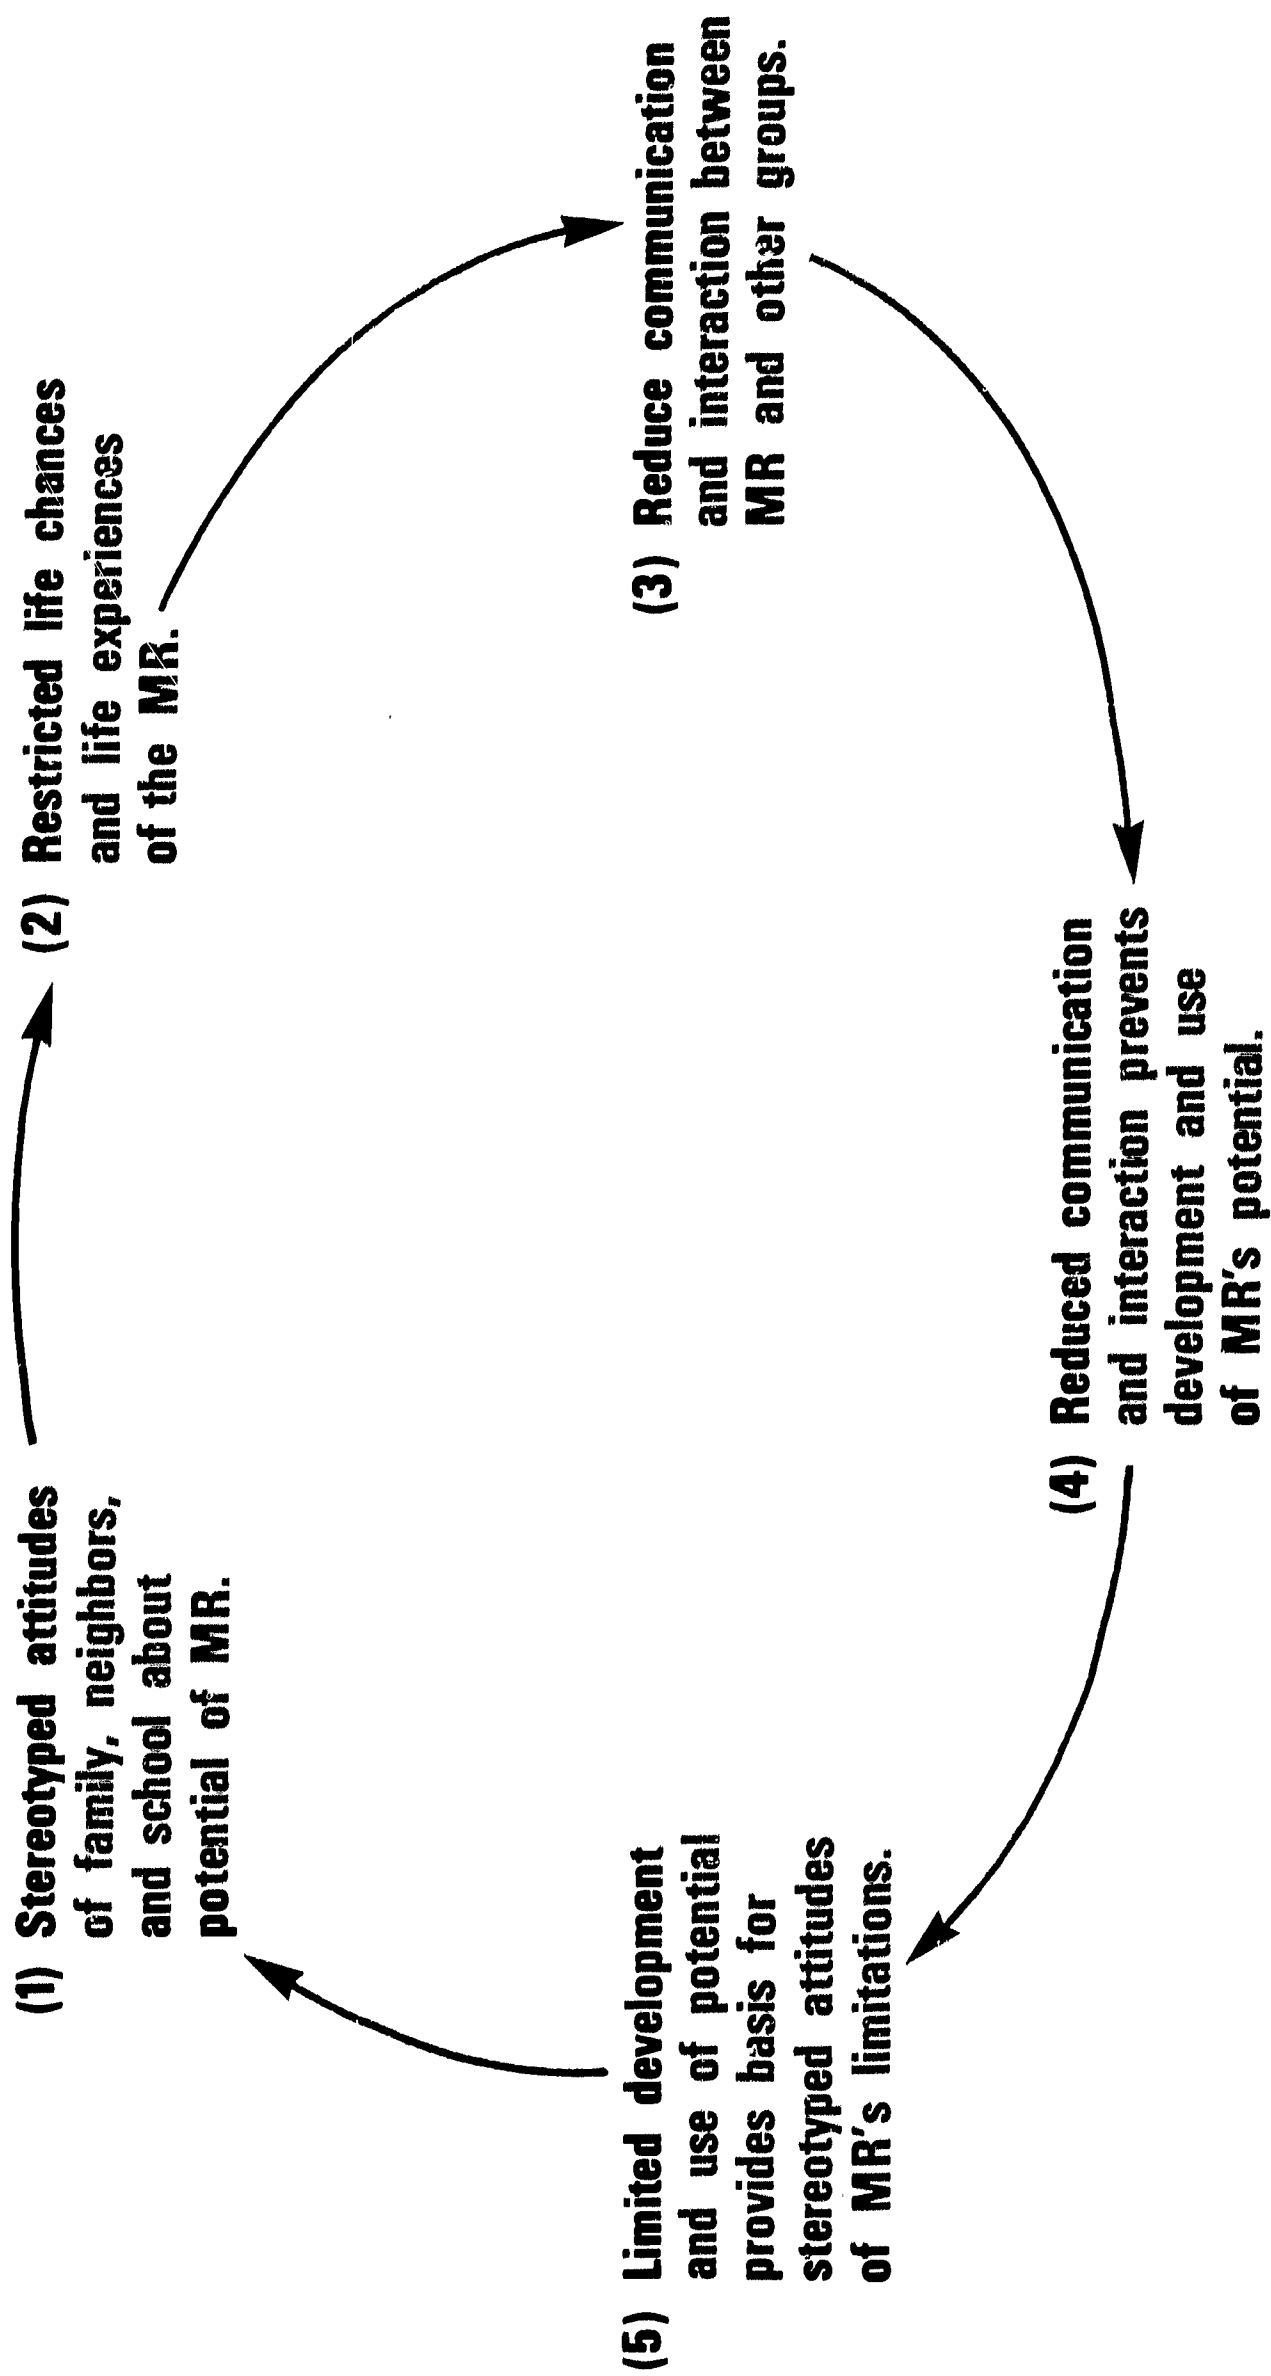 (1) Stereotyped attitudes
of family, neighbors,
and school about
potential of MR.
(2) Restricted life chances
and life experiences
of the MR.
(3) Reduce communication
and interaction between
MR and other groups.
(4) Reduced communication
and interaction prevents
development and use
of MR's potential.
(5) Limited development
and use of potential
provides basis for
stereotyped attitudes
of MR's limitations.